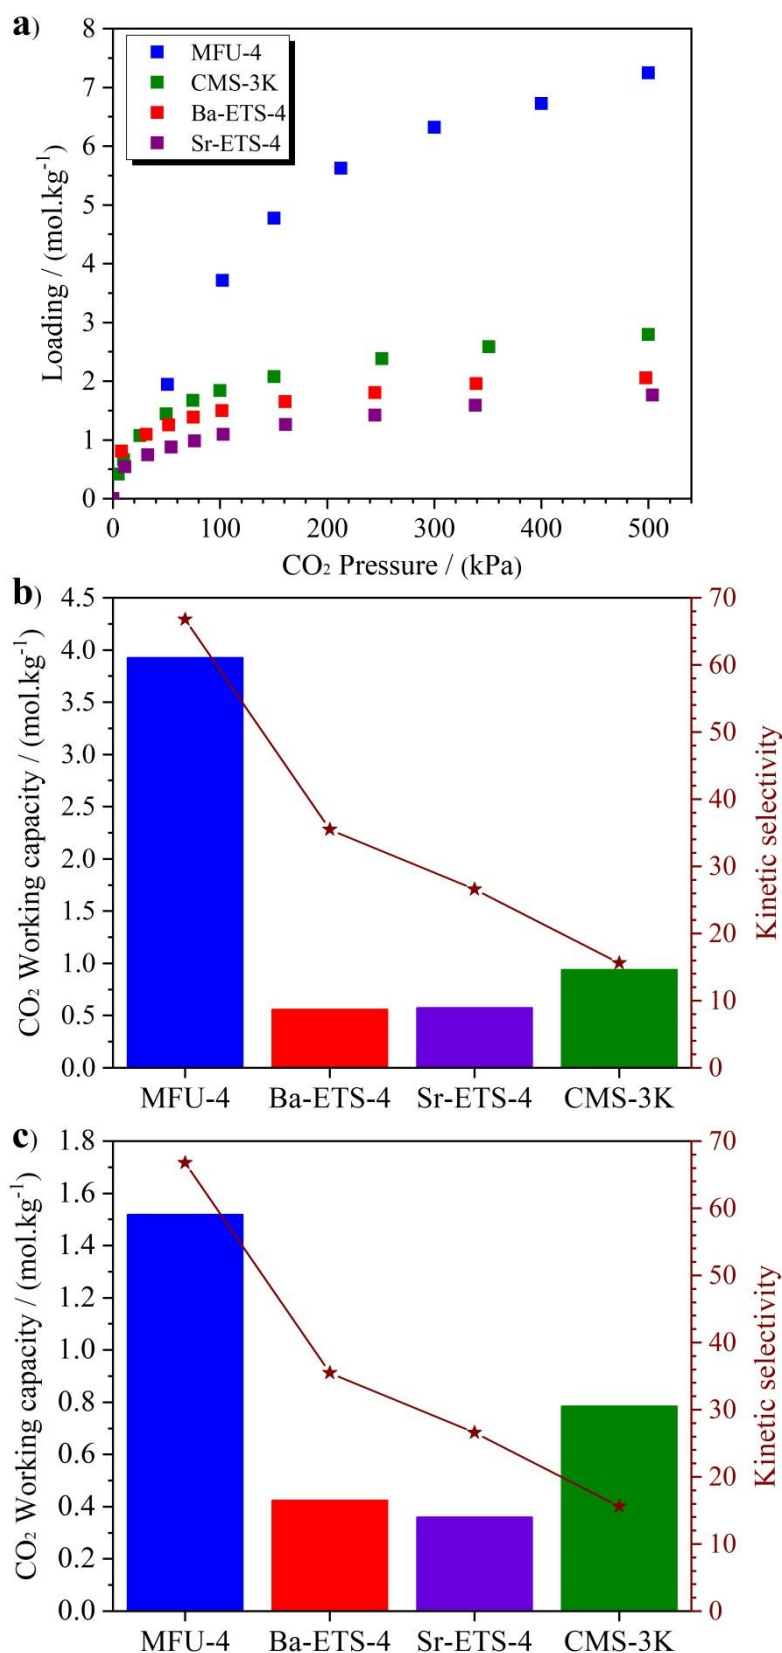 a)
8
7
6
5
4
3
2
1
0
Loading / (mol.kg⁻¹)
MFU-4
CMS-3K
Ba-ETS-4
Sr-ETS-4
0 100 200 300 400 500
CO₂ Pressure / (kPa)
b)
4.5
4.0
3.5
3.0
2.5
2.0
1.5
1.0
0.5
0.0
CO₂ Working capacity / (mol.kg⁻¹)
70
60
50
40
30
20
10
0
Kinetic selectivity
MFU-4 Ba-ETS-4 Sr-ETS-4 CMS-3K
c)
1.8
1.6
1.4
1.2
1.0
0.8
0.6
0.4
0.2
0.0
CO₂ Working capacity / (mol.kg⁻¹)
70
60
50
40
30
20
10
0
Kinetic selectivity
MFU-4 Ba-ETS-4 Sr-ETS-4 CMS-3K